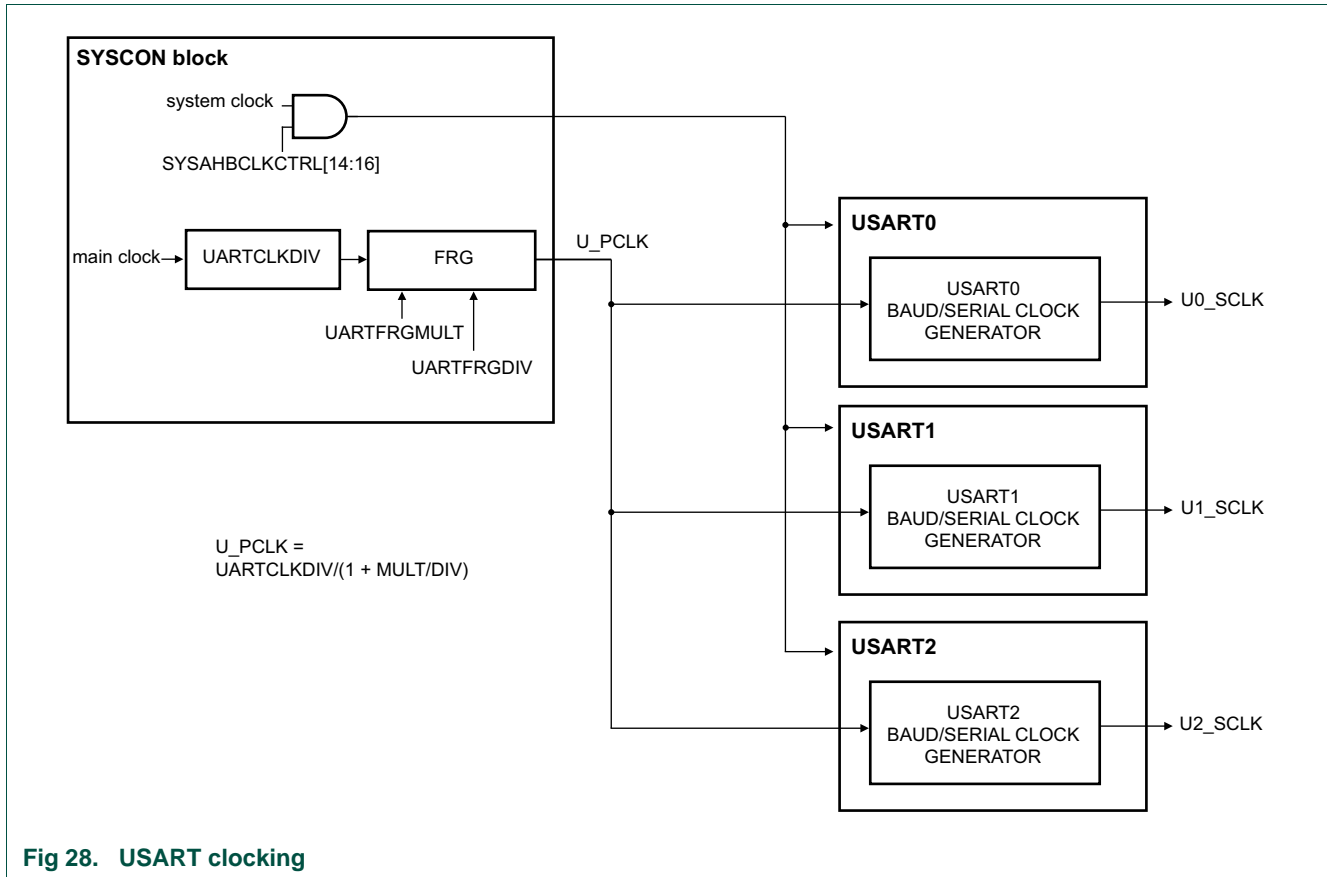 SYSCON block
system clock
SYSAHBCLKCTRL[14:16]
main clock
UARTCLKDIV
FRG
U_PCLK
UARTFRGMULT
UARTFRGDIV
U_PCLK =
UARTCLKDIV/(1 + MULT/DIV)
USART0
USART0
BAUD/SERIAL CLOCK
GENERATOR
U0_SCLK
USART1
USART1
BAUD/SERIAL CLOCK
GENERATOR
U1_SCLK
USART2
USART2
BAUD/SERIAL CLOCK
GENERATOR
U2_SCLK
Fig 28. USART clocking